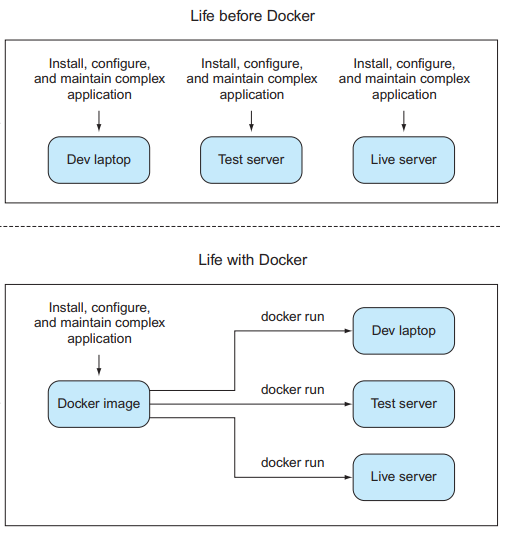 Life before Docker
Install, configure,
and maintain complex
application
Install, configure,
and maintain complex
application
Install, configure,
and maintain complex
application
Dev laptop
Test server
Live server
Life with Docker
Install, configure,
and maintain complex
application
Docker image
docker run
Dev laptop
docker run
Test server
docker run
Live server